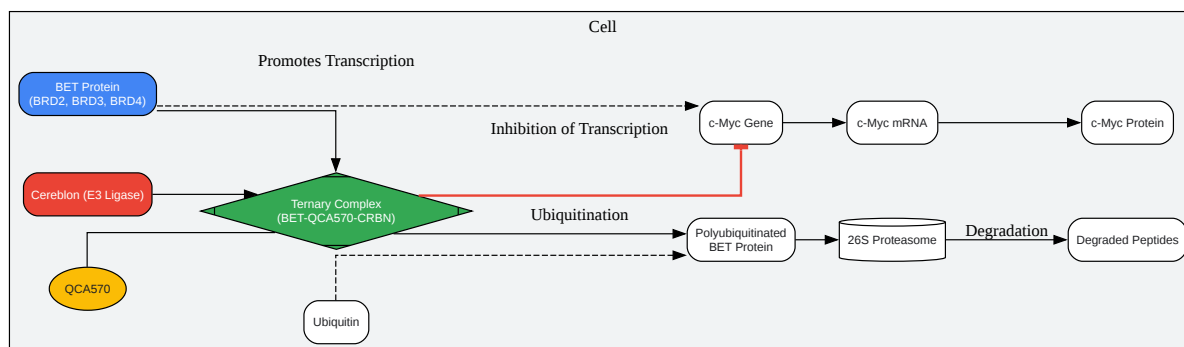 Cell
Promotes Transcription
BET Protein
(BRD2, BRD3, BRD4)
Inhibition of Transcription
c-Myc Gene
c-Myc mRNA
c-Myc Protein
Cereblon (E3 Ligase)
Ternary Complex
(BET-QCA570-CRBN)
Ubiquitination
Polyubiquitinated
BET Protein
26S Proteasome
Degradation
Degraded Peptides
QCA570
Ubiquitin